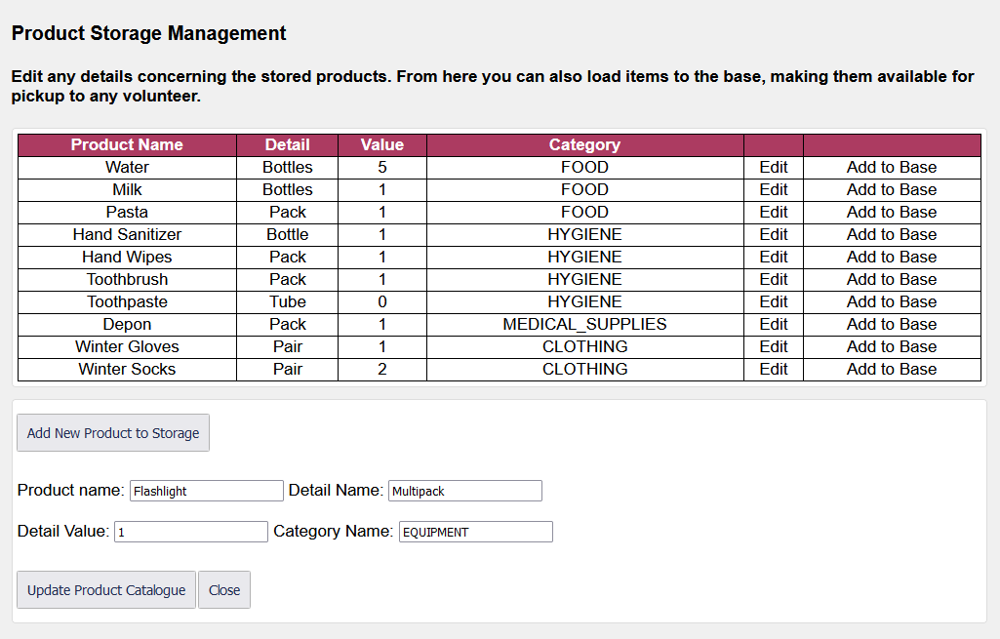 Product Storage Management
Edit any details concerning the stored products. From here you can also load items to the base, making them available for
pickup to any volunteer.
Product Name Detail Value Category
Water Bottles 5 FOOD Edit Add to Base
Milk Bottles 1 FOOD Edit Add to Base
Pasta Pack 1 FOOD Edit Add to Base
Hand Sanitizer Bottle 1 HYGIENE Edit Add to Base
Hand Wipes Pack 1 HYGIENE Edit Add to Base
Toothbrush Pack 1 HYGIENE Edit Add to Base
Toothpaste Tube 0 HYGIENE Edit Add to Base
Depon Pack 1 MEDICAL_SUPPLIES Edit Add to Base
Winter Gloves Pair 1 CLOTHING Edit Add to Base
Winter Socks Pair 2 CLOTHING Edit Add to Base
Add New Product to Storage
Product name: Flashlight Detail Name: Multipack
Detail Value: 1 Category Name: EQUIPMENT
Update Product Catalogue Close